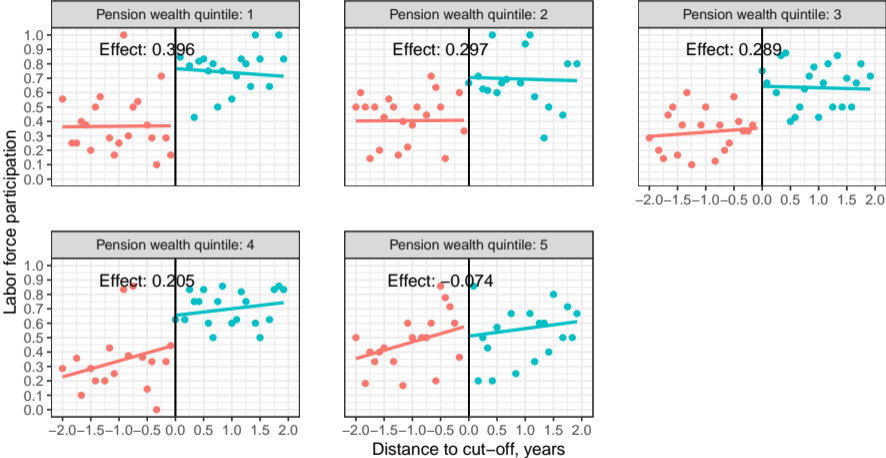 Pension wealth quintile: 1
Pension wealth quintile: 2
Pension wealth quintile: 3
Effect: 0.396
Effect: 0.297
Effect: 0.289
1.0
0.9
0.8
0.7
0.6
0.5
0.4
0.3
0.2
0.1
0.0
−2.0 −1.5 −1.0 −0.5 0.0 0.5 1.0 1.5 2.0
Labor force participation
Pension wealth quintile: 4
Pension wealth quintile: 5
Effect: 0.205
Effect: −0.074
1.0
0.9
0.8
0.7
0.6
0.5
0.4
0.3
0.2
0.1
0.0
−2.0 −1.5 −1.0 −0.5 0.0 0.5 1.0 1.5 2.0
−2.0 −1.5 −1.0 −0.5 0.0 0.5 1.0 1.5 2.0
Distance to cut−off, years